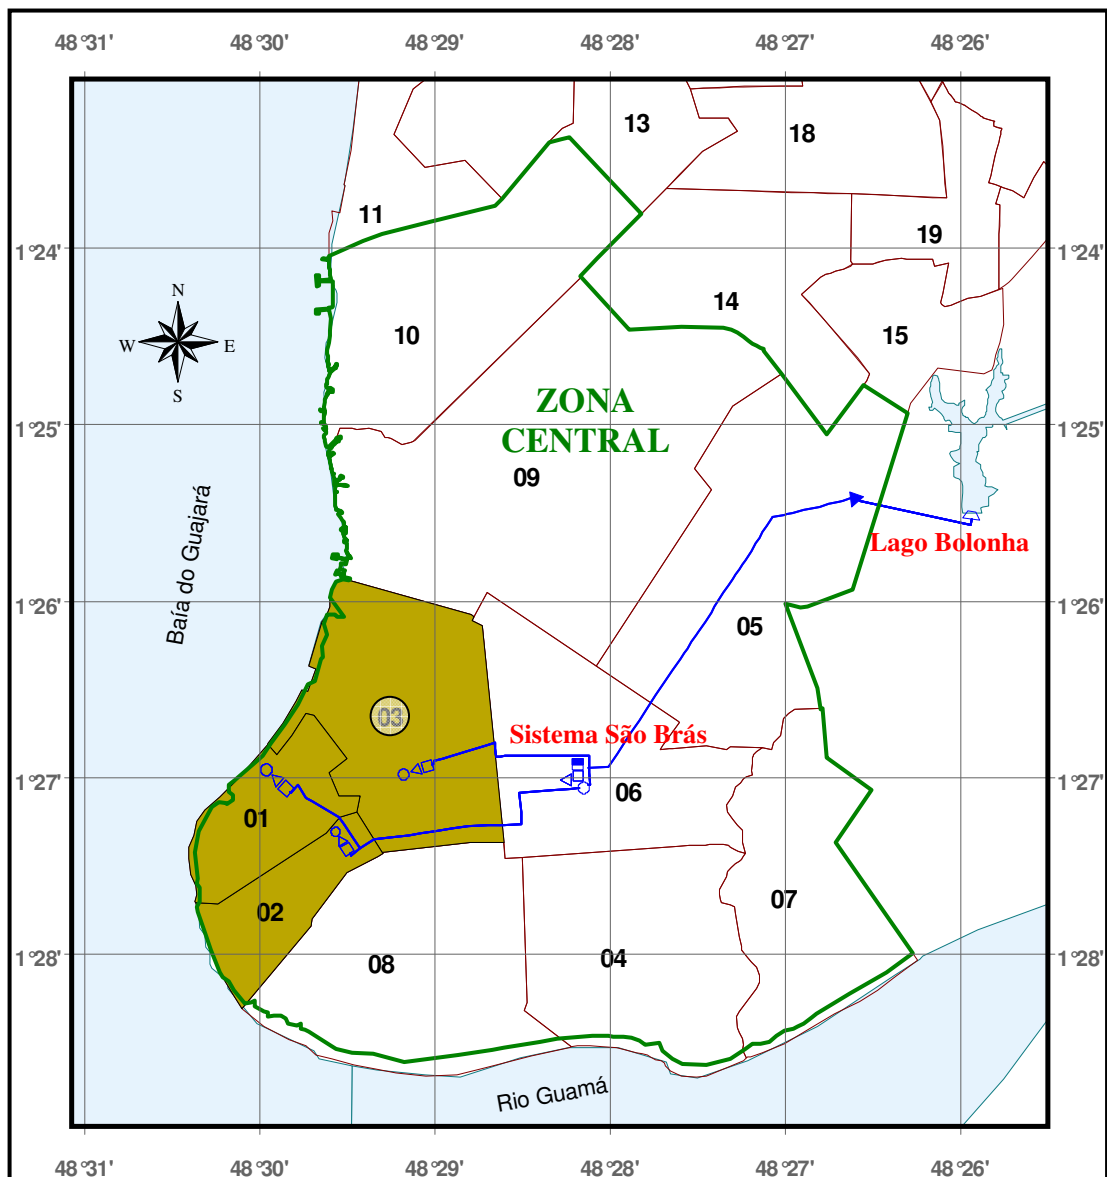 48°31' 48°30' 48°29' 48°28' 48°27' 48°26'
13
18
11
19
1°24' 1°24'
N
W E
S
10
14
15
ZONA
CENTRAL
1°25' 1°25'
09
Baía do Guajará
Lago Bolonha
1°26' 1°26'
05
03
Sistema São Brás
1°27' 1°27'
06
01
02
07
08
04
1°28' 1°28'
Rio Guamá
48°31' 48°30' 48°29' 48°28' 48°27' 48°26'